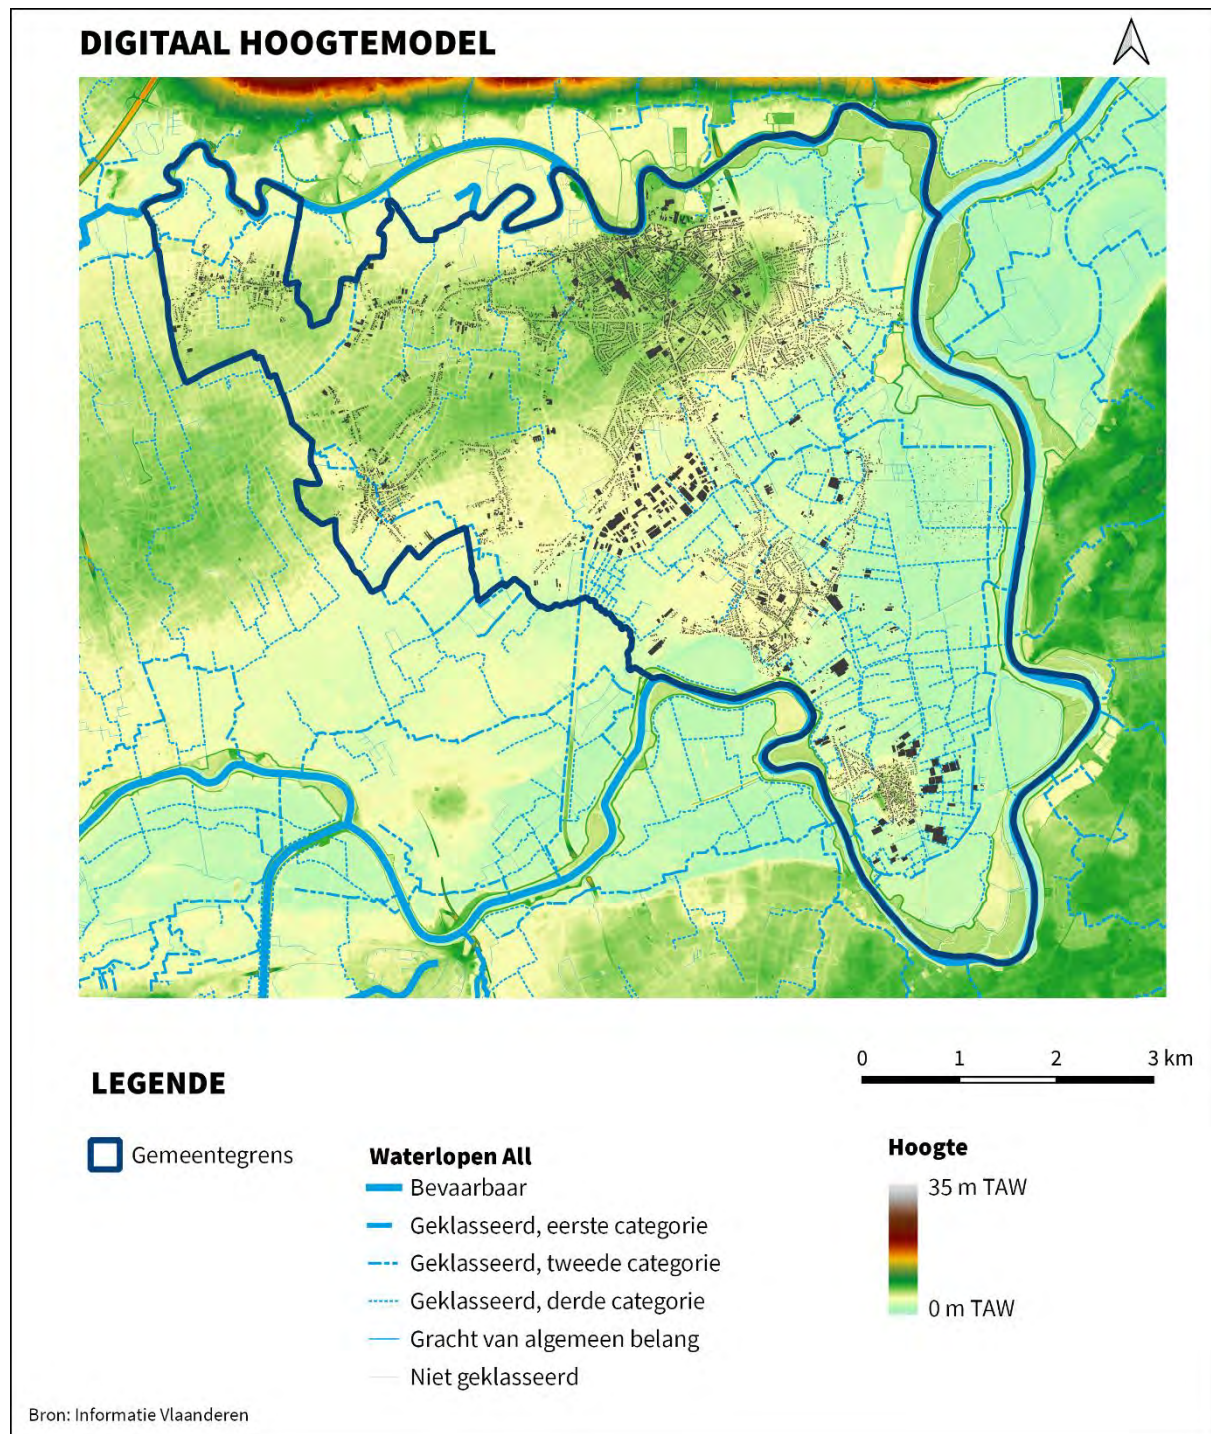 DIGITAAL HOOGTEMODEL
0 1 2 3 km
LEGENDE
Gemeentegrens
Waterlopen All
Bevaarbaar
Geklasseerd, eerste categorie
Geklasseerd, tweede categorie
Geklasseerd, derde categorie
Gracht van algemeen belang
Niet geklasseerd
Hoogte
35 m TAW
0 m TAW
Bron: Informatie Vlaanderen